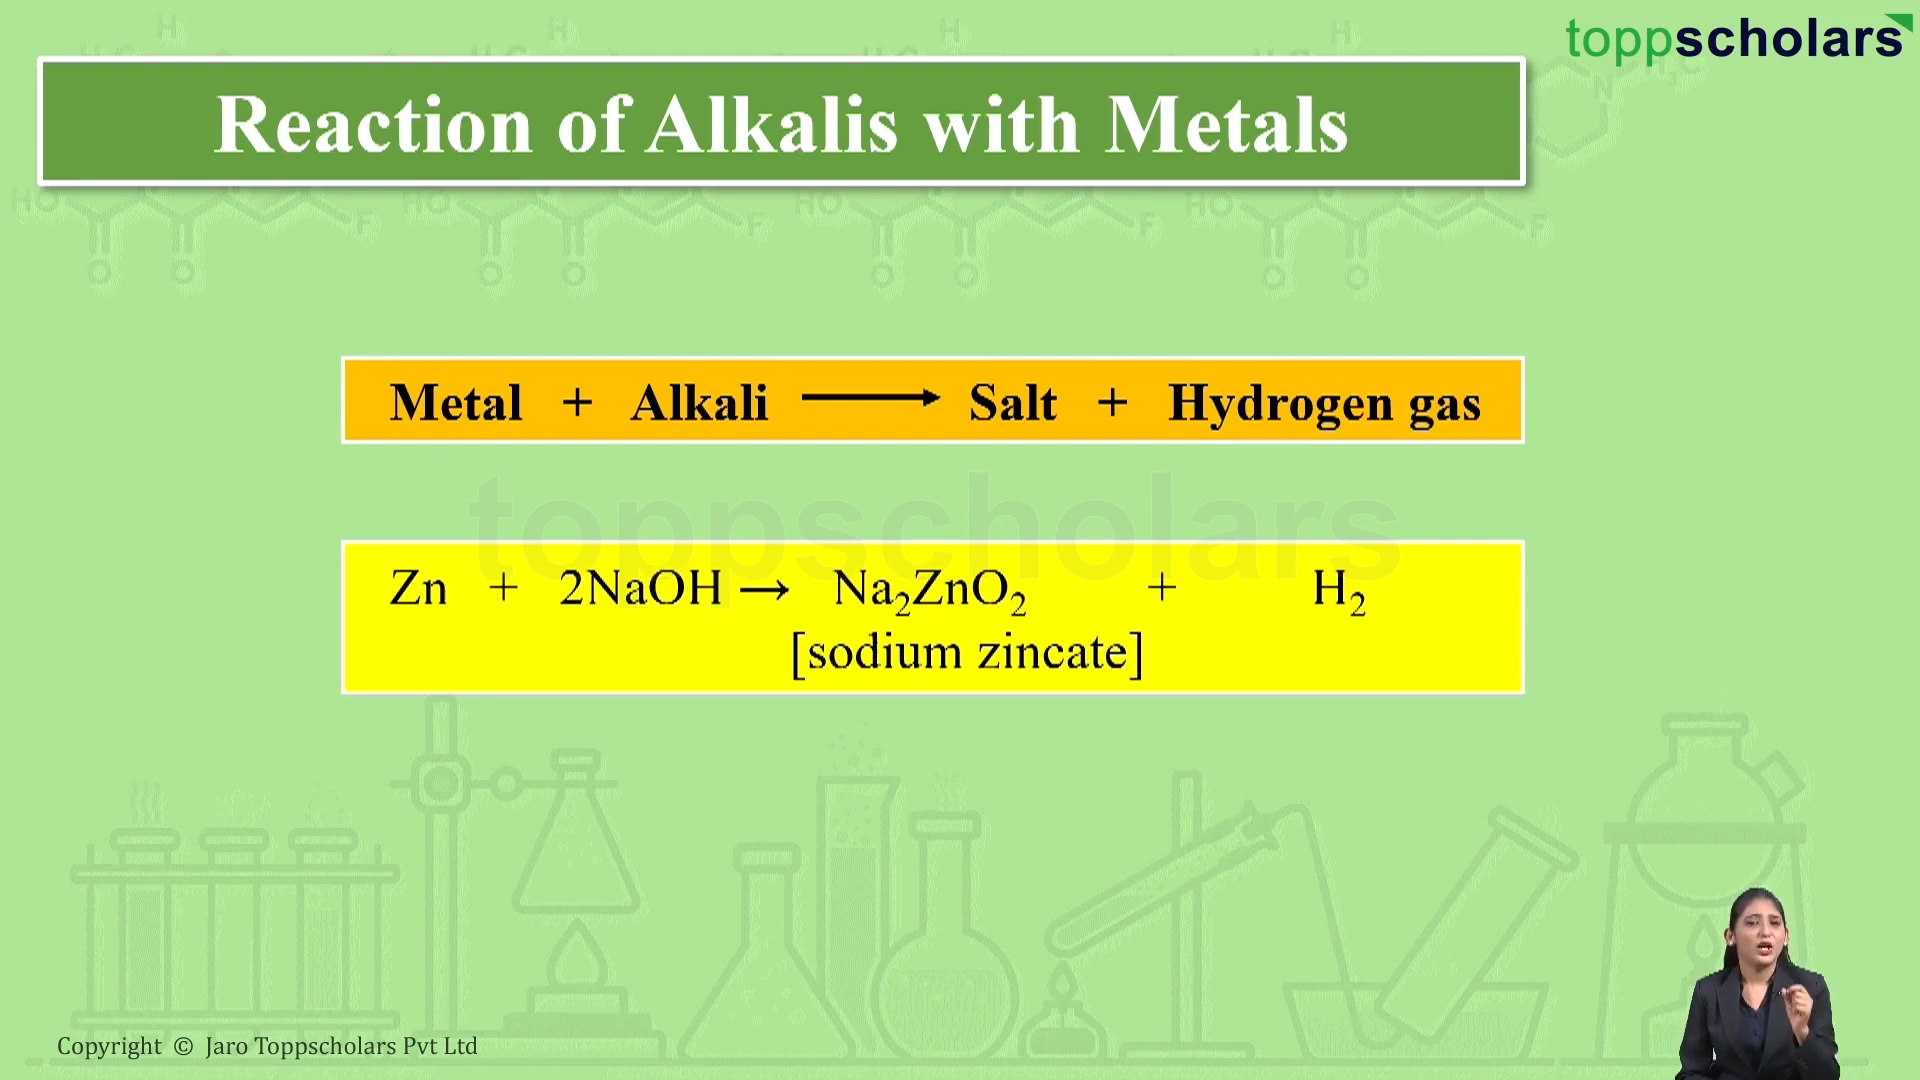 toppscholars
Reaction of Alkalis with Metals
Metal + Alkali ⟶ Salt + Hydrogen gas
toppscholars
Zn + 2NaOH → Na₂ZnO₂ + H₂
[sodium zincate]
Copyright © Jaro Toppscholars Pvt Ltd